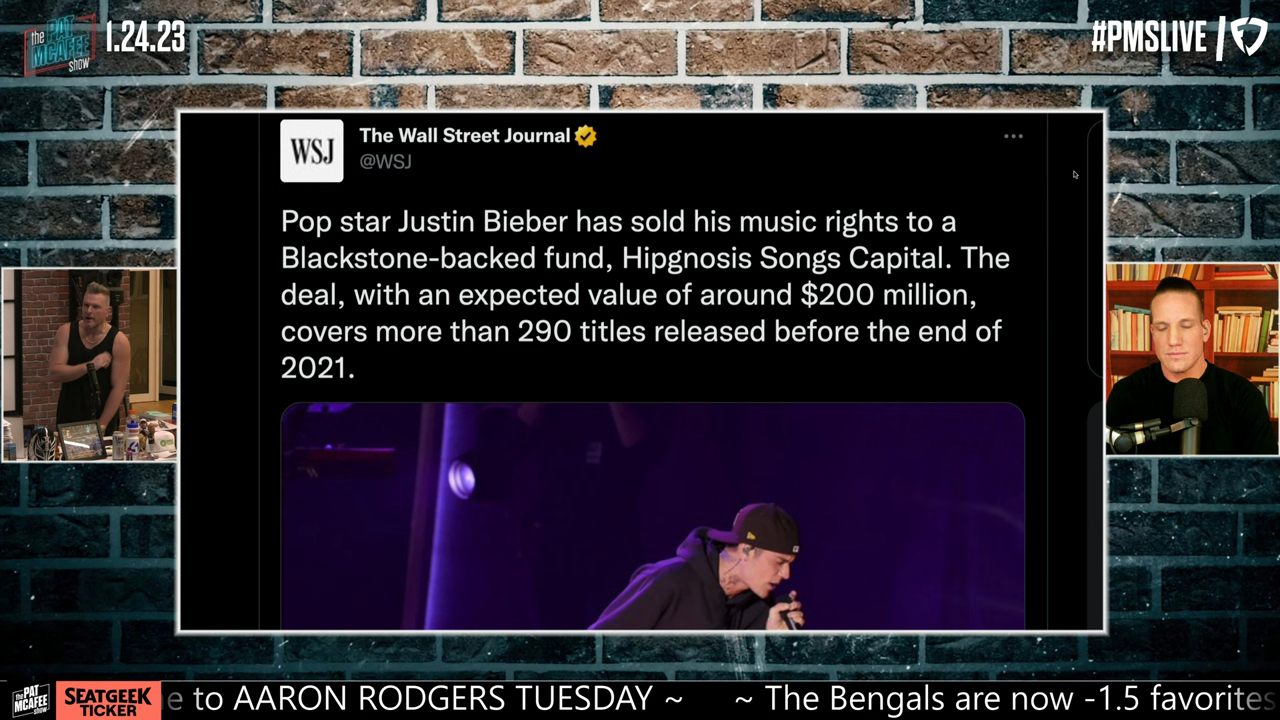 the PAT MCAFEE show
1.24.23
#PMSLIVE
WSJ
The Wall Street Journal
@WSJ
Pop star Justin Bieber has sold his music rights to a
Blackstone-backed fund, Hipgnosis Songs Capital. The
deal, with an expected value of around $200 million,
covers more than 290 titles released before the end of
2021.
the PAT MCAFEE show
SEATGEEK
TICKER
e to AARON RODGERS TUESDAY ~ ~ The Bengals are now -1.5 favorites